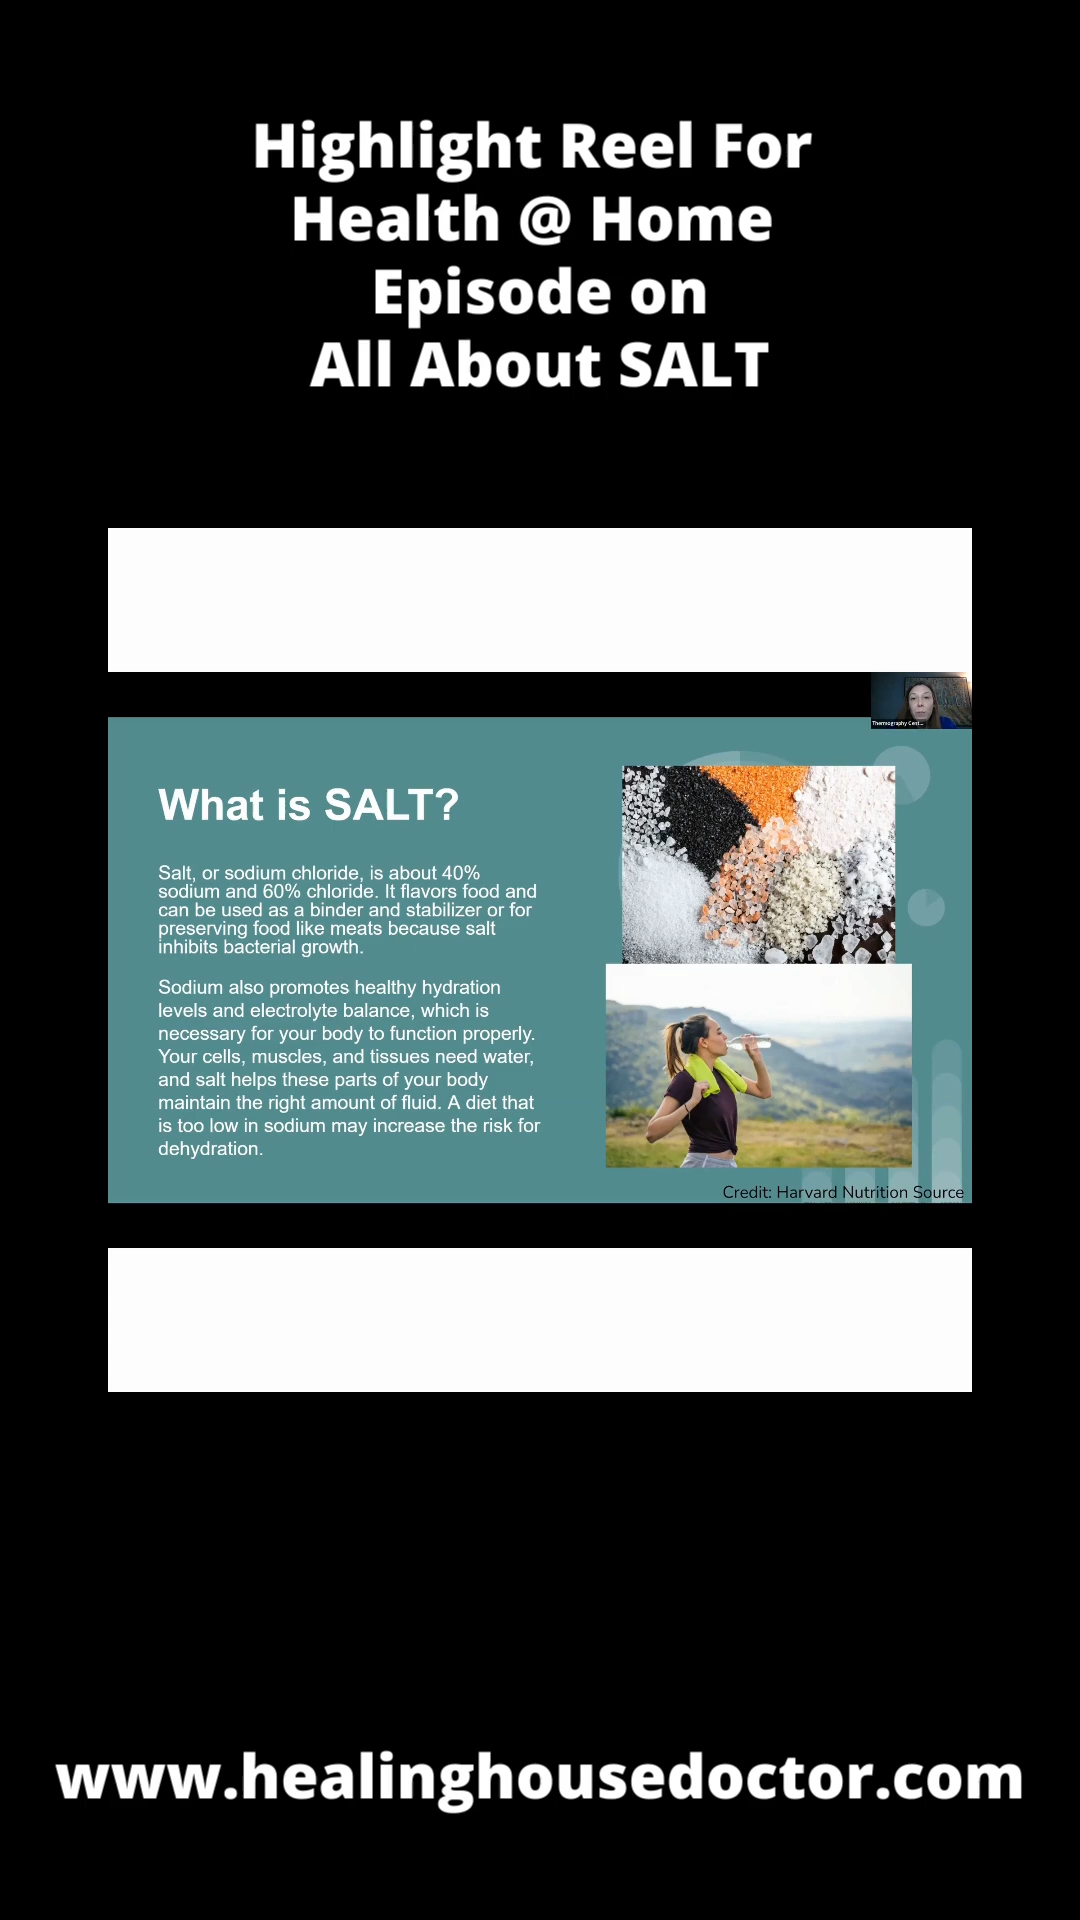 Highlight Reel For
Health @ Home
Episode on
All About SALT
Thermography Cent...
What is SALT?
Salt, or sodium chloride, is about 40%
sodium and 60% chloride. It flavors food and
can be used as a binder and stabilizer or for
preserving food like meats because salt
inhibits bacterial growth.
Sodium also promotes healthy hydration
levels and electrolyte balance, which is
necessary for your body to function properly.
Your cells, muscles, and tissues need water,
and salt helps these parts of your body
maintain the right amount of fluid. A diet that
is too low in sodium may increase the risk for
dehydration.
Credit: Harvard Nutrition Source
www.healinghousedoctor.com